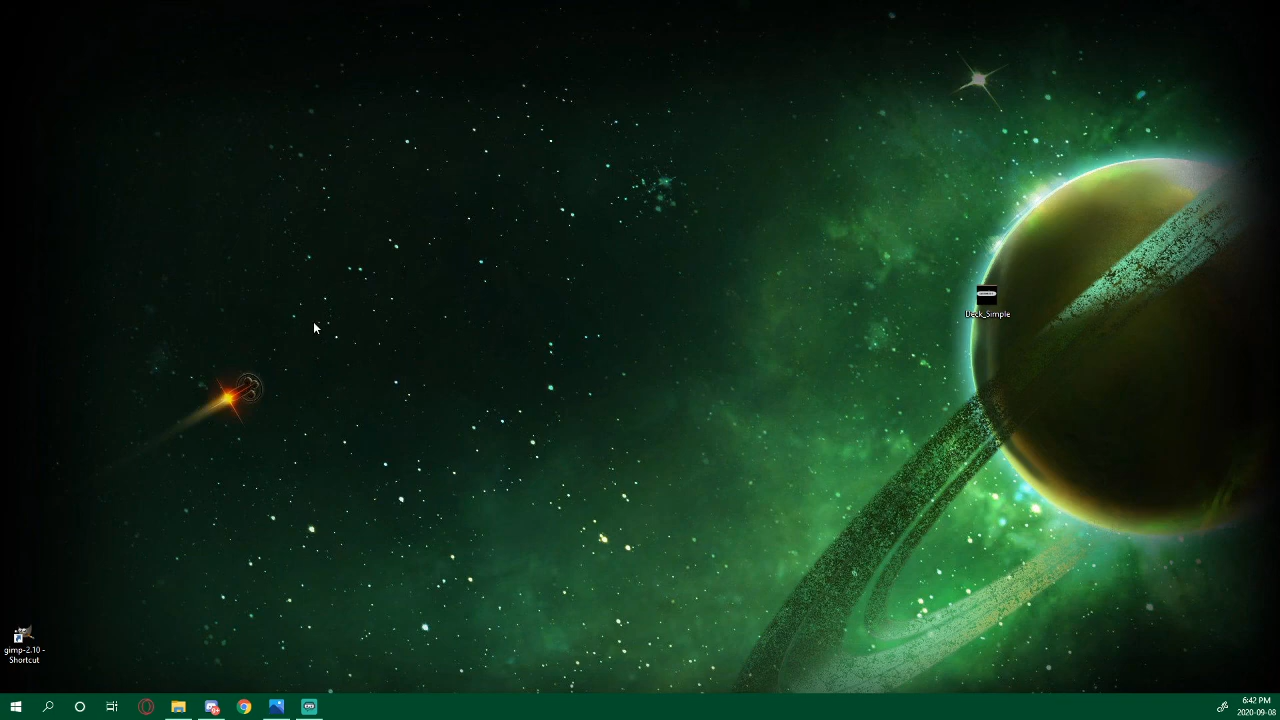 Deck_Simple
gimp-2.10 -
Shortcut
6:42 PM
2020-09-08